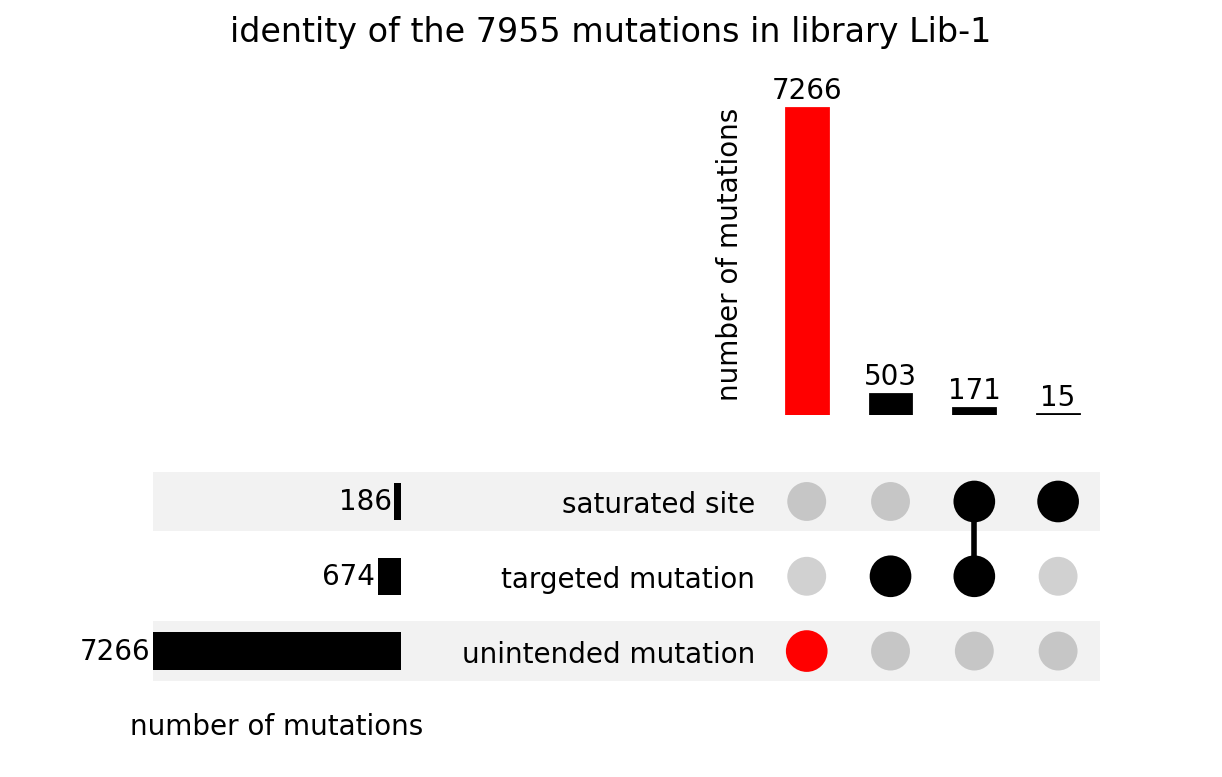 identity of the 7955 mutations in library Lib-1
7266
number of mutations
503
171
15
186
saturated site
674
targeted mutation
7266
unintended mutation
number of mutations